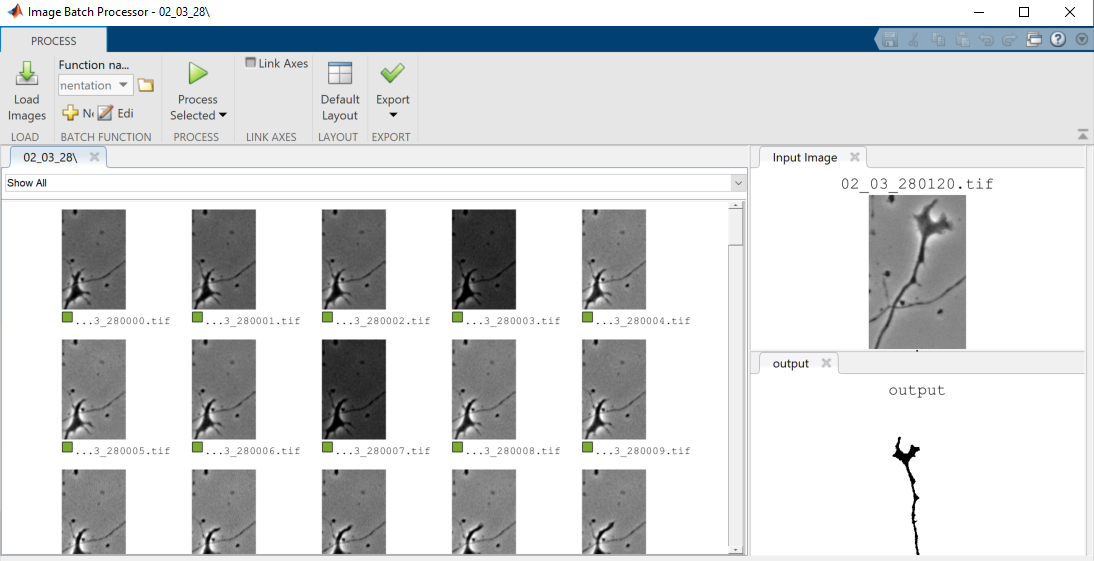 Image Batch Processor - 02_03_28\
PROCESS
Load
Images
LOAD
Function na...
nentation
Ne
Edi
BATCH FUNCTION
Process
Selected
PROCESS
Link Axes
LINK AXES
Default
Layout
LAYOUT
Export
EXPORT
02_03_28\
Show All
...3_280000.tif ...3_280001.tif ...3_280002.tif ...3_280003.tif ...3_280004.tif
...3_280005.tif ...3_280006.tif ...3_280007.tif ...3_280008.tif ...3_280009.tif
Input Image
02_03_280120.tif
output
output